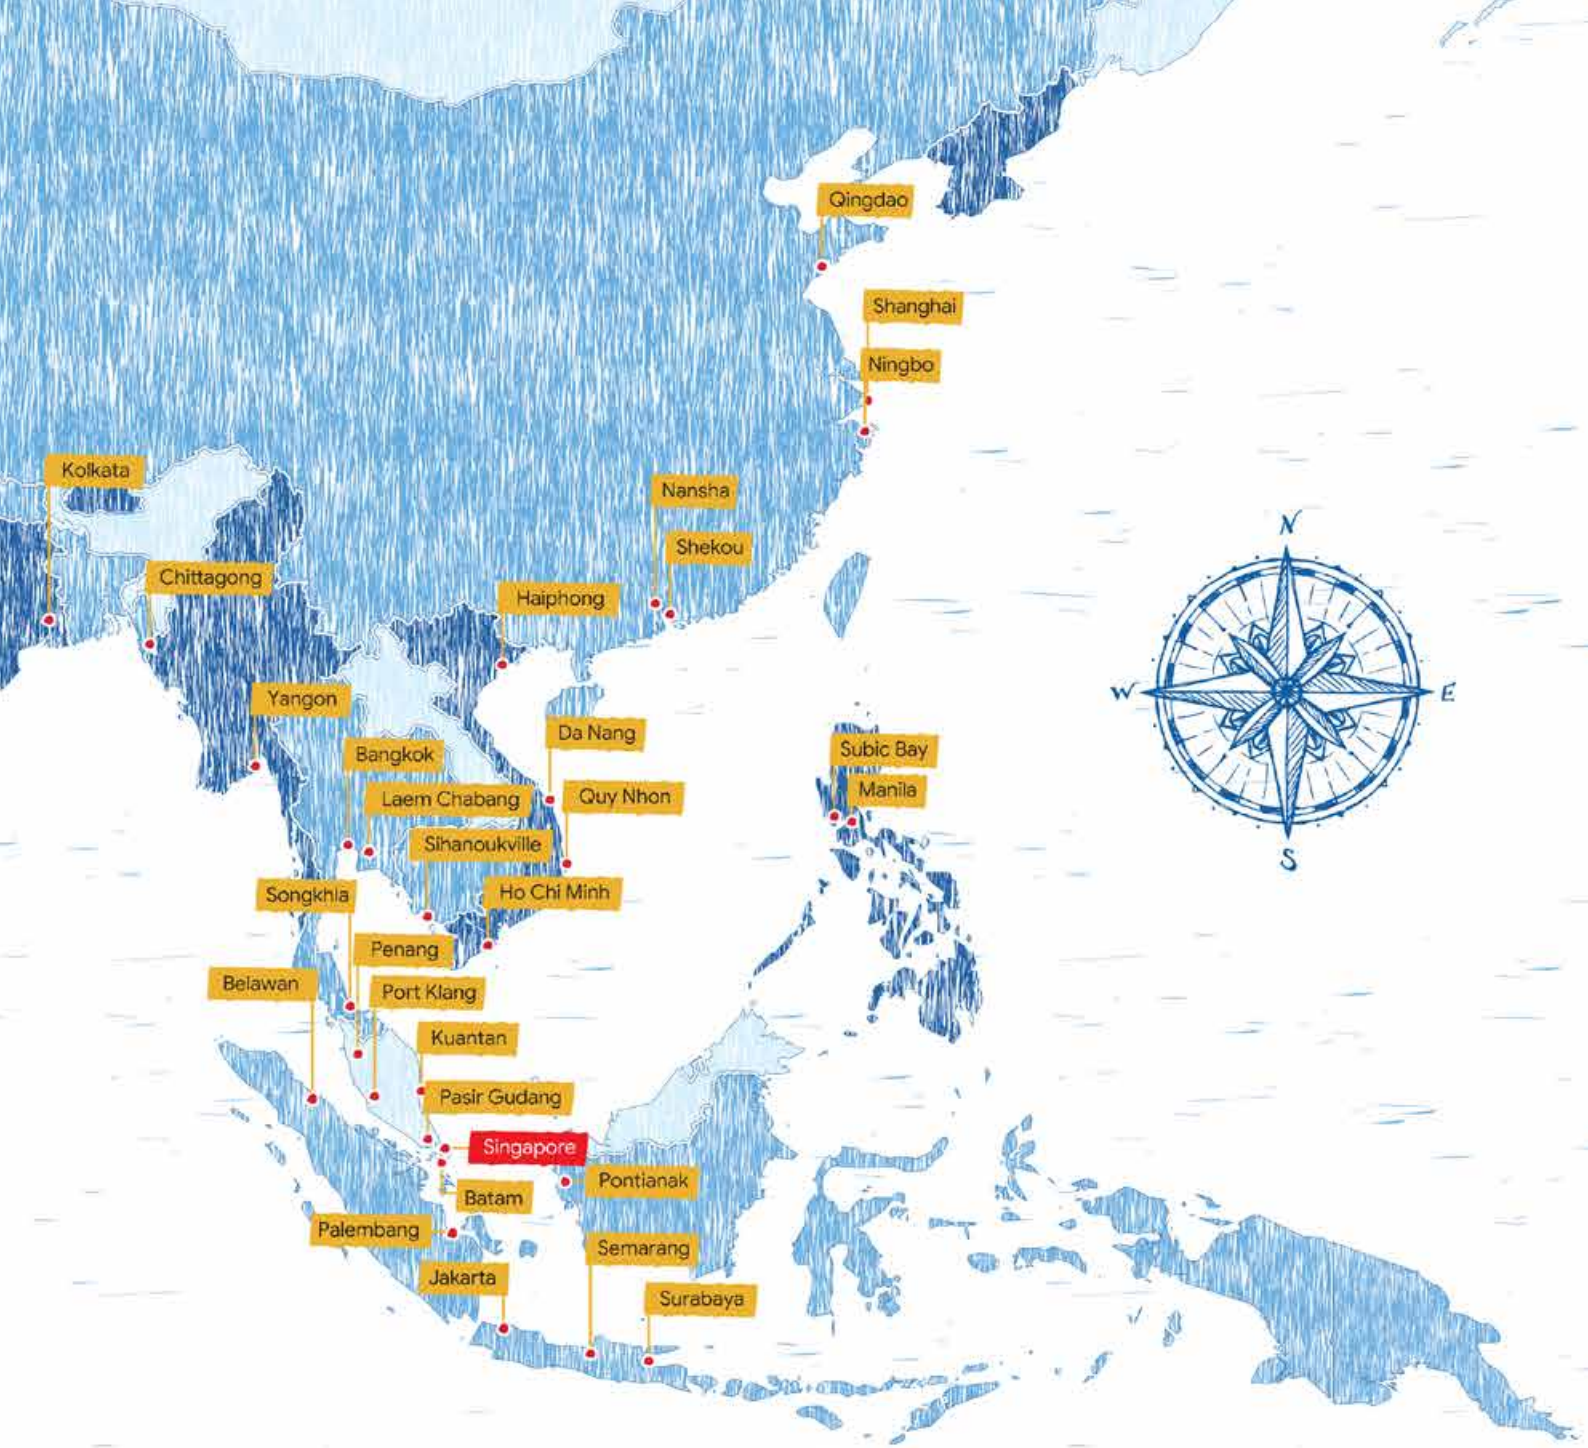 Qingdao
Shanghai
Ningbo
Kolkata
Nansha
Shekou
Chittagong
Haiphong
N
W
E
S
Yangon
Da Nang
Bangkok
Subic Bay
Laem Chabang
Quy Nhon
Manila
Sihanoukville
Songkhla
Ho Chi Minh
Penang
Belawan
Port Klang
Kuantan
Pasir Gudang
Singapore
Pontianak
Batam
Palembang
Semarang
Jakarta
Surabaya